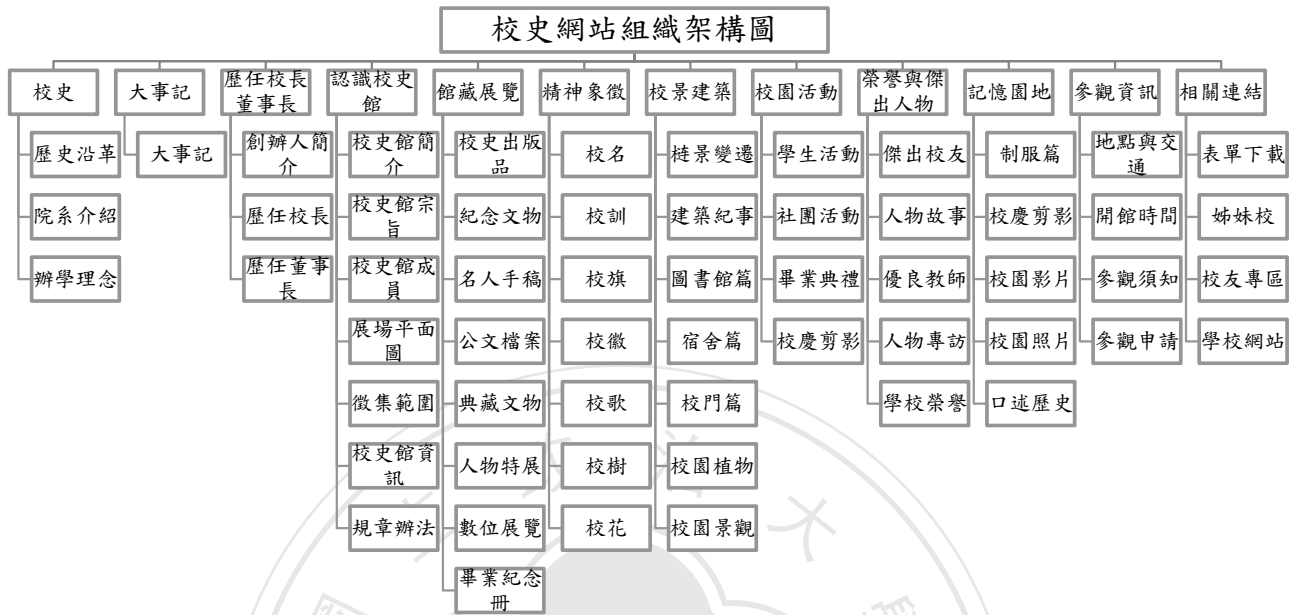 校史網站組織架構圖
校史
歷史沿革
院系介紹
辦學理念
大事記
大事記
歷任校長
董事長
創辦人簡
介
歷任校長
歷任董事
長
認識校史
館
校史館簡
介
校史館宗
旨
校史館成
員
展場平面
圖
徵集範圍
校史館資
訊
規章辦法
館藏展覽
校史出版
品
紀念文物
名人手稿
公文檔案
典藏文物
人物特展
數位展覽
畢業紀念
冊
精神象徵
校名
校訓
校旗
校徽
校歌
校樹
校花
校景建築
槤景變遷
建築紀事
圖書館篇
宿舍篇
校門篇
校園植物
校園景觀
校園活動
學生活動
社團活動
畢業典禮
校慶剪影
榮譽與傑
出人物
傑出校友
人物故事
優良教師
人物專訪
學校榮譽
記憶園地
制服篇
校慶剪影
校園影片
校園照片
口述歷史
參觀資訊
地點與交
通
開館時間
參觀須知
參觀申請
相關連結
表單下載
姊妹校
校友專區
學校網站